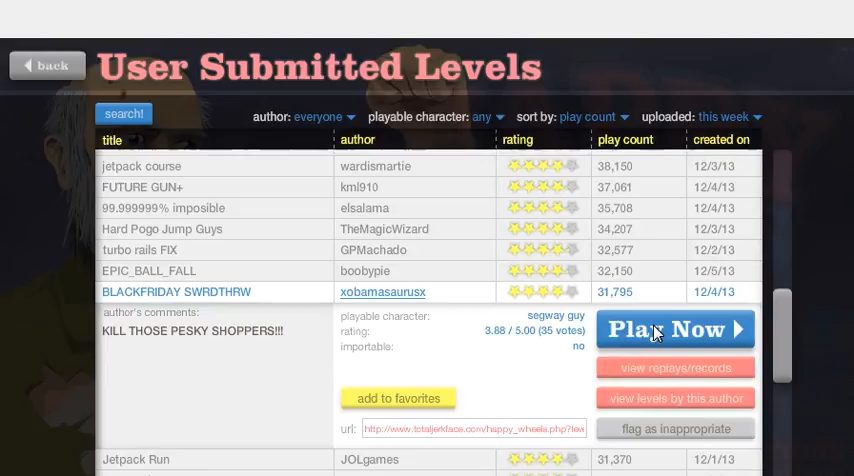 back
User Submitted Levels
search!
author: everyone playable character: any sort by: play count uploaded: this week
title author rating play count created on
jetpack course wardismartie 38,150 12/3/13
FUTURE GUN+ kml910 37,061 12/4/13
99.999999% imposible elsalama 35,708 12/4/13
Hard Pogo Jump Guys TheMagicWizard 34,207 12/3/13
turbo rails FIX GPMachado 32,577 12/2/13
EPIC_BALL_FALL boobypie 32,150 12/5/13
BLACKFRIDAY SWRDTHRW xobamasaurusx 31,795 12/4/13
author's comments:
KILL THOSE PESKY SHOPPERS!!!
playable character: segway guy
rating: 3.88 / 5.00 (35 votes)
importable: no
add to favorites
url: http://www.totaljerkface.com/happy_wheels.php?lev
Play Now
view replays/records
view levels by this author
flag as inappropriate
Jetpack Run JOLgames 31,370 12/1/13